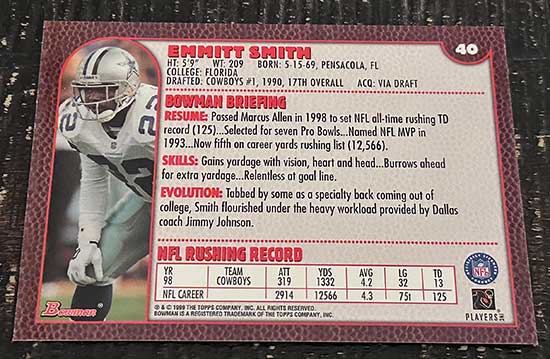 EMMITT SMITH
40
HT: 5'9" WT: 209 BORN: 5-15-69, PENSACOLA, FL
COLLEGE: FLORIDA
DRAFTED: COWBOYS #1, 1990, 17TH OVERALL ACQ: VIA DRAFT
BOWMAN BRIEFING
RESUME: Passed Marcus Allen in 1998 to set NFL all-time rushing TD
record (125)...Selected for seven Pro Bowls...Named NFL MVP in
1993...Now fifth on career yards rushing list (12,566).
SKILLS: Gains yardage with vision, heart and head...Burrows ahead
for extra yardage...Relentless at goal line.
EVOLUTION: Tabbed by some as a specialty back coming out of
college, Smith flourished under the heavy workload provided by Dallas
coach Jimmy Johnson.
NFL RUSHING RECORD
YR TEAM ATT YDS AVG LG TD
98 COWBOYS 319 1332 4.2 32 13
NFL CAREER 2914 12566 4.3 75t 125
Bowman
® & © 1999 THE TOPPS COMPANY, INC. ALL RIGHTS RESERVED.
BOWMAN IS A REGISTERED TRADEMARK OF THE TOPPS COMPANY, INC.
NFL
PLAYERS
22